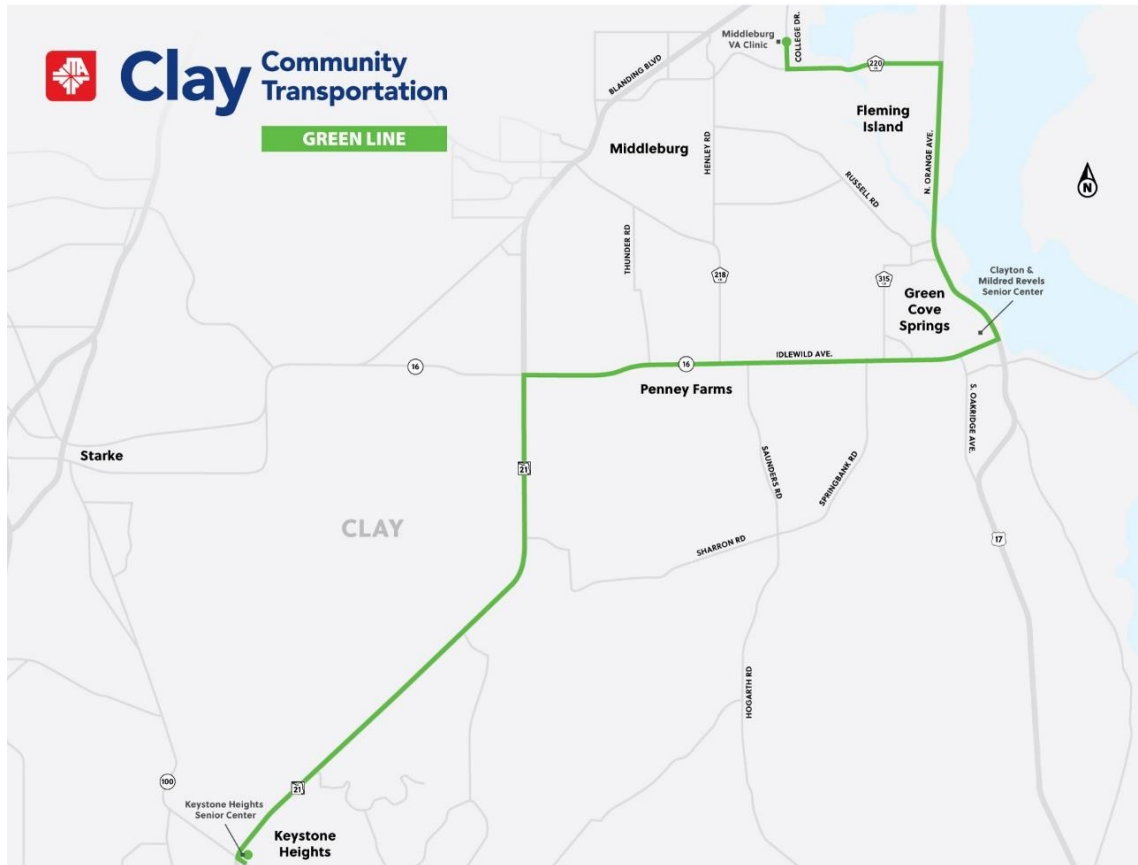 JTA
Clay Community
Transportation
GREEN LINE
Middleburg
VA Clinic
COLLEGE DR.
220
BLANDING BLVD
Fleming
Island
Middleburg
HENLEY RD
N. ORANGE AVE.
RUSSELL RD
N
THUNDER RD
218
315
Clayton &
Mildred Revels
Senior Center
Green
Cove
Springs
IDLEWILD AVE.
16
16
Penney Farms
S. OAKRIDGE AVE.
Starke
21
SAUNDERS RD
SPRINGBANK RD
CLAY
SHARRON RD
17
HOGARTH RD
100
21
Keystone Heights
Senior Center
Keystone
Heights